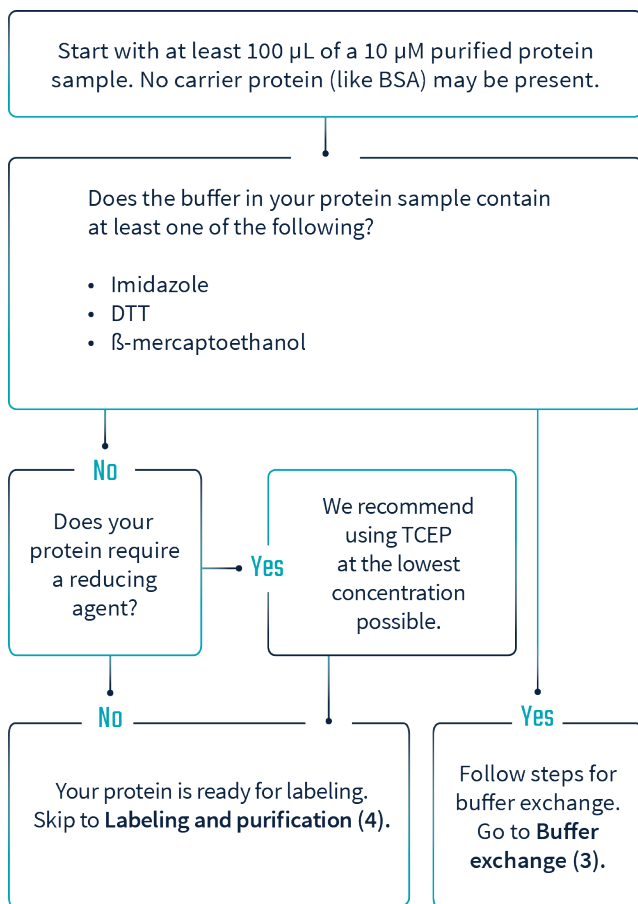 Start with at least 100 µL of a 10 µM purified protein
sample. No carrier protein (like BSA) may be present.
Does the buffer in your protein sample contain
at least one of the following?
• Imidazole
• DTT
• ß-mercaptoethanol
No
Does your
protein require
a reducing
agent?
Yes
We recommend
using TCEP
at the lowest
concentration
possible.
No
Your protein is ready for labeling.
Skip to Labeling and purification (4).
Yes
Follow steps for
buffer exchange.
Go to Buffer
exchange (3).